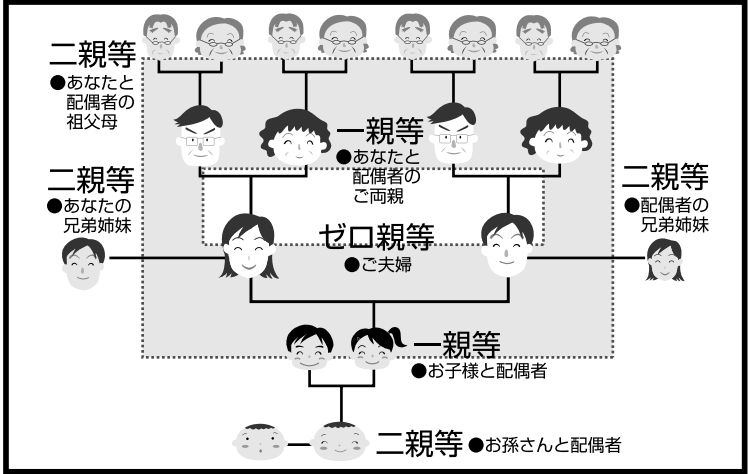 二親等
●あなたと
配偶者の
祖父母
一親等
●あなたと
配偶者の
ご両親
二親等
●あなたの
兄弟姉妹
二親等
●配偶者の
兄弟姉妹
ゼロ親等
●ご夫婦
一親等
●お子様と配偶者
二親等 ●お孫さんと配偶者